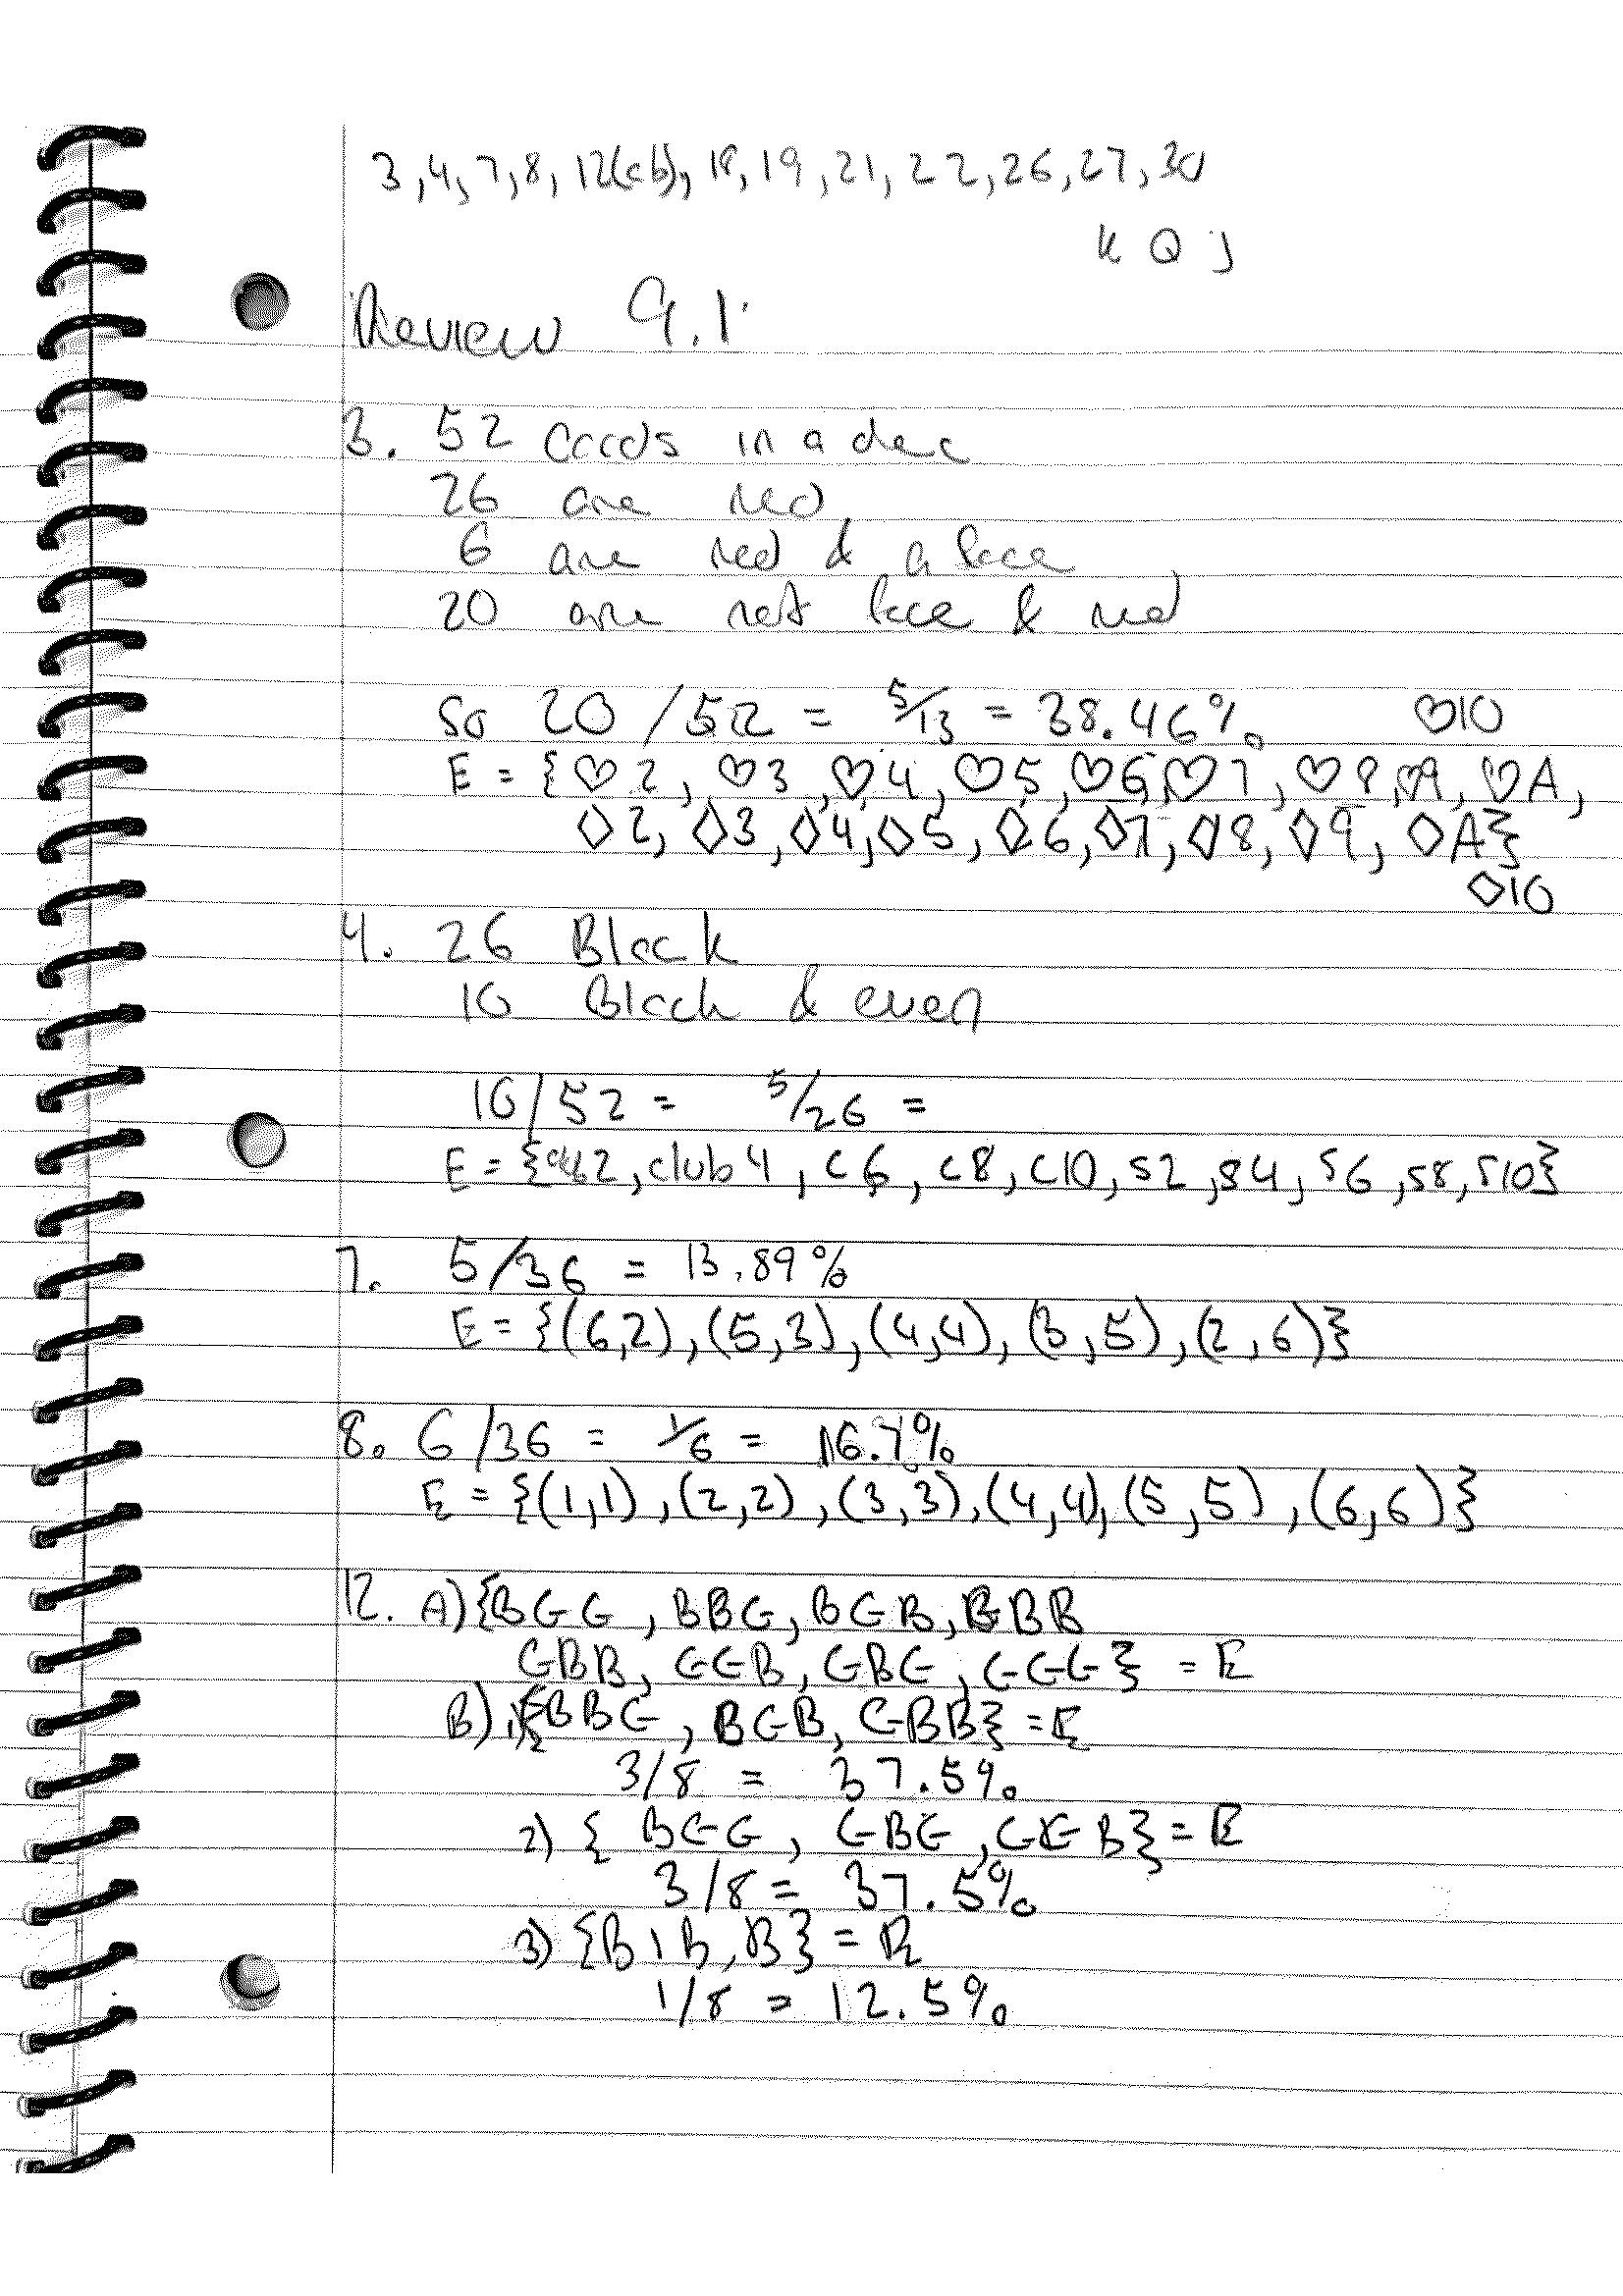 3, 4, 7, 8, 12(ab), 18, 19, 21, 22, 26, 27, 30
K Q J
Review 9.1
3. 52 cards in a dec
26 are red
6 are red & a face
20 are not face & red
So 20/52 = 5/13 = 38.46% ♡10
E = {♡2, ♡3, ♡4, ♡5, ♡6, ♡7, ♡8, ♡9, ♡A,
◇2, ◇3, ◇4, ◇5, ◇6, ◇7, ◇8, ◇9, ◇A}
◇10
4. 26 Black
10 Black & even
10/52 = 5/26 =
E = {club 2, club 4, C6, C8, C10, S2, S4, S6, S8, S10}
7. 5/36 = 13.89%
E = {(6,2), (5,3), (4,4), (3,5), (2,6)}
8. 6/36 = 1/6 = 16.7%
E = {(1,1), (2,2), (3,3), (4,4), (5,5), (6,6)}
12. A) {BGG, BBG, BGB, BBB
GBB, GGB, GBG, GGG} = E
B) 1) {BBG, BGB, GBB} = E
3/8 = 37.5%
2) {BGG, GBG, GGB} = E
3/8 = 37.5%
3) {B, B, B} = E
1/8 = 12.5%